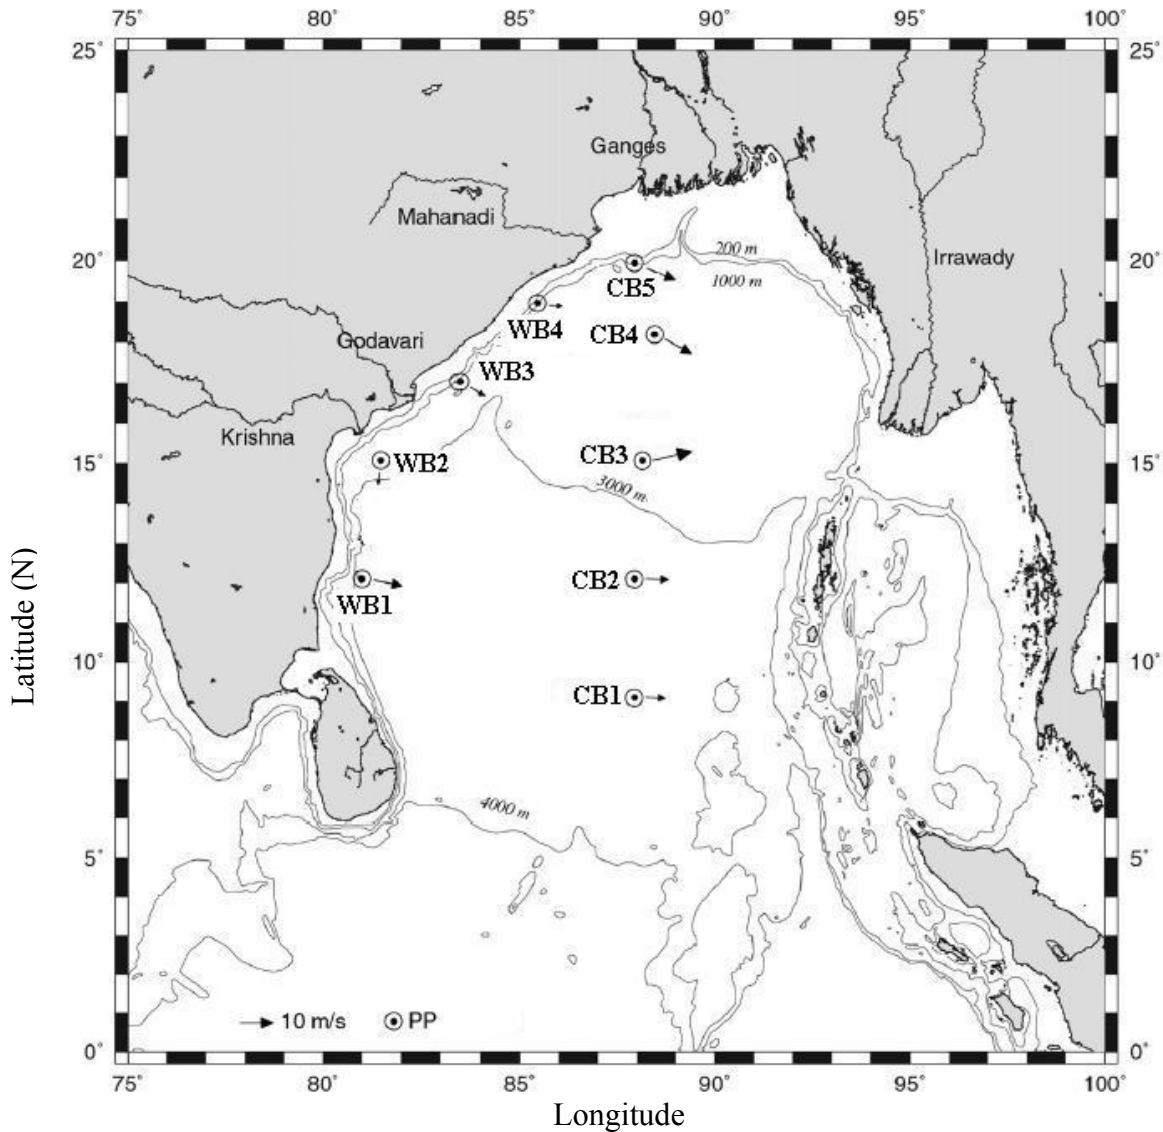 75° 80° 85° 90° 95° 100°
25° 25°
Ganges
Mahanadi
20° 200 m Irrawady 20°
CB5 1000 m
WB4 CB4
Godavari WB3
Krishna
15° WB2 CB3 15°
3000 m
CB2
WB1
Latitude (N)
10° 10°
CB1
4000 m
5° 5°
10 m/s PP
0° 0°
75° 80° 85° 90° 95° 100°
Longitude